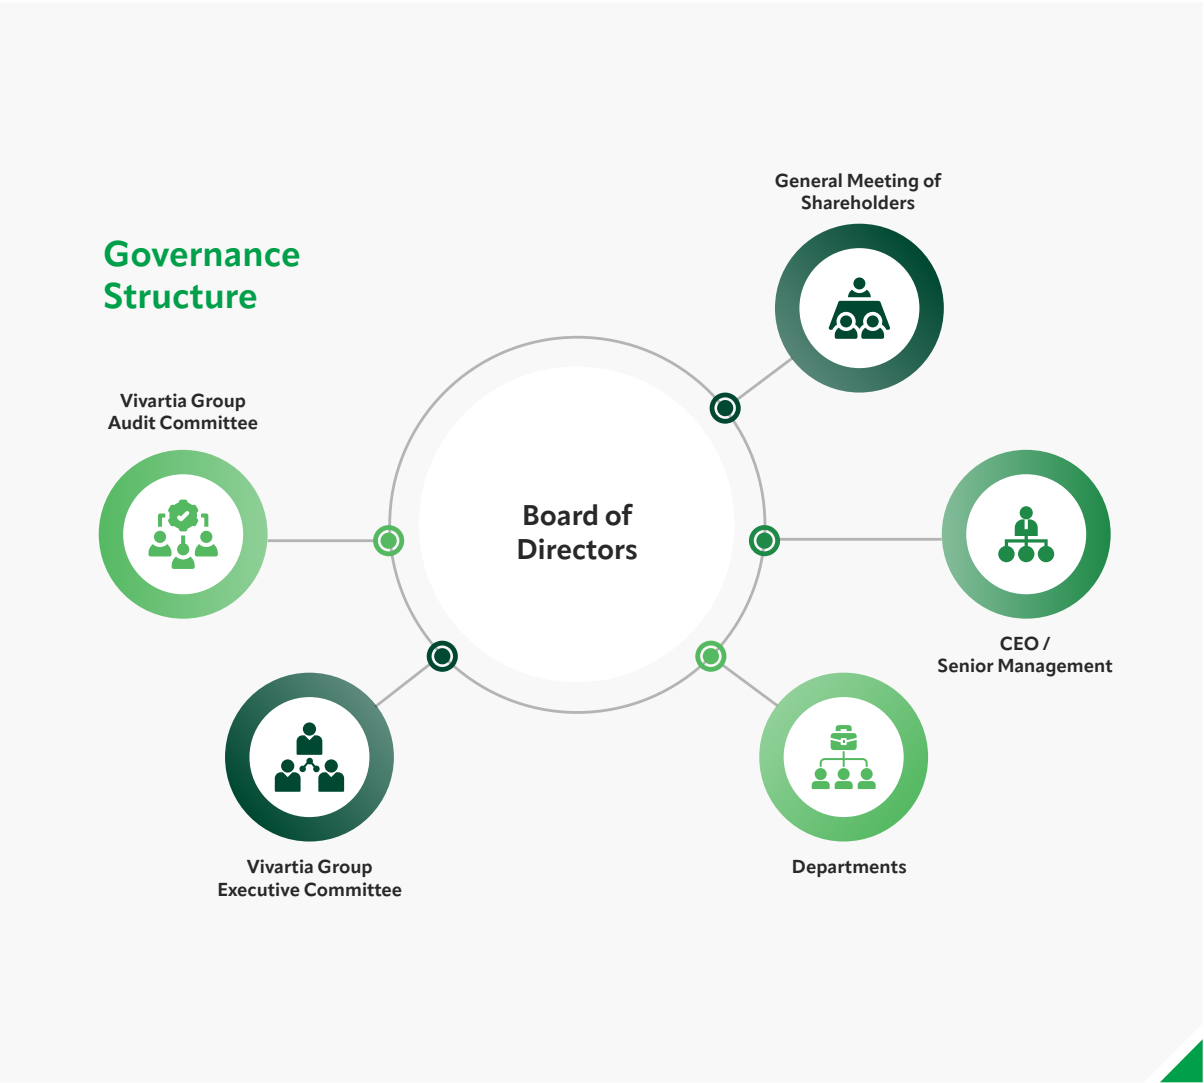 Governance
Structure
General Meeting of
Shareholders
Vivartia Group
Audit Committee
Board of
Directors
CEO /
Senior Management
Vivartia Group
Executive Committee
Departments